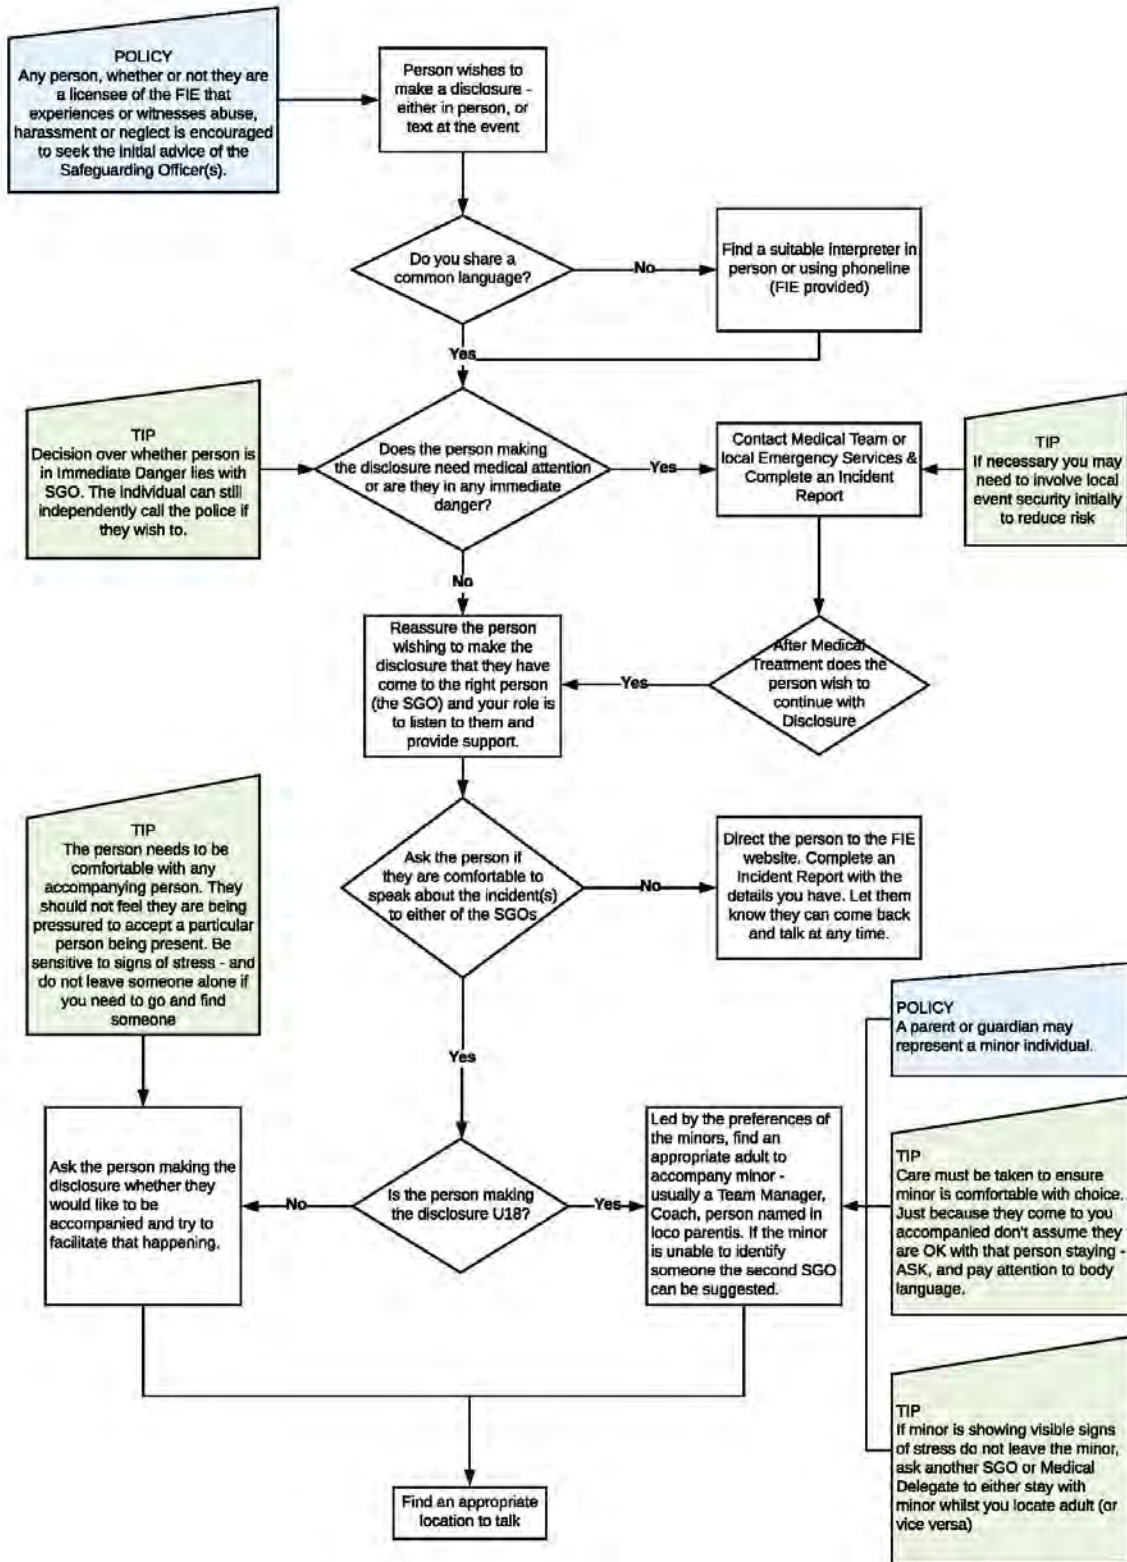 POLICY
Any person, whether or not they are
a licensee of the FIE that
experiences or witnesses abuse,
harassment or neglect is encouraged
to seek the initial advice of the
Safeguarding Officer(s).
Person wishes to
make a disclosure -
either in person, or
text at the event
Do you share a
common language?
No
Find a suitable interpreter in
person or using phoneline
(FIE provided)
Yes
TIP
Decision over whether person is
in Immediate Danger lies with
SGO. The individual can still
independently call the police if
they wish to.
Does the person making
the disclosure need medical attention
or are they in any immediate
danger?
Yes
Contact Medical Team or
local Emergency Services &
Complete an Incident
Report
TIP
If necessary you may
need to involve local
event security initially
to reduce risk
No
Reassure the person
wishing to make the
disclosure that they have
come to the right person
(the SGO) and your role is
to listen to them and
provide support.
Yes
After Medical
Treatment does the
person wish to
continue with
Disclosure
TIP
The person needs to be
comfortable with any
accompanying person. They
should not feel they are being
pressured to accept a particular
person being present. Be
sensitive to signs of stress - and
do not leave someone alone if
you need to go and find
someone
Ask the person if
they are comfortable to
speak about the incident(s)
to either of the SGOs
No
Direct the person to the FIE
website. Complete an
Incident Report with the
details you have. Let them
know they can come back
and talk at any time.
Yes
POLICY
A parent or guardian may
represent a minor individual.
Ask the person making the
disclosure whether they
would like to be
accompanied and try to
facilitate that happening.
No
Is the person making
the disclosure U18?
Yes
Led by the preferences of
the minors, find an
appropriate adult to
accompany minor -
usually a Team Manager,
Coach, person named in
loco parentis. If the minor
is unable to identify
someone the second SGO
can be suggested.
TIP
Care must be taken to ensure
minor is comfortable with choice.
Just because they come to you
accompanied don't assume they
are OK with that person staying -
ASK, and pay attention to body
language.
TIP
If minor is showing visible signs
of stress do not leave the minor,
ask another SGO or Medical
Delegate to either stay with
minor whilst you locate adult (or
vice versa)
Find an appropriate
location to talk